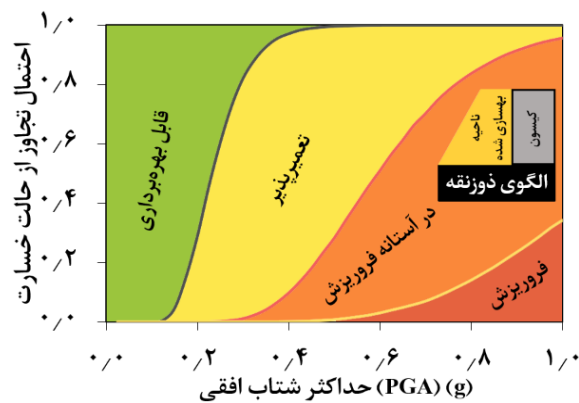 احتمال تجاوز از حالت خسارت
۱٫۰
۰٫۸
۰٫۶
۰٫۴
۰٫۲
۰٫۰
قابل بهره‌برداری
تعمیرپذیر
در آستانه فروریزش
فروریزش
ناحیه
بهسازی شده
کیسون
الگوی ذوزنقه
۰٫۰ ۰٫۲ ۰٫۴ ۰٫۶ ۰٫۸ ۱٫۰
حداکثر شتاب افقی (PGA) (g)